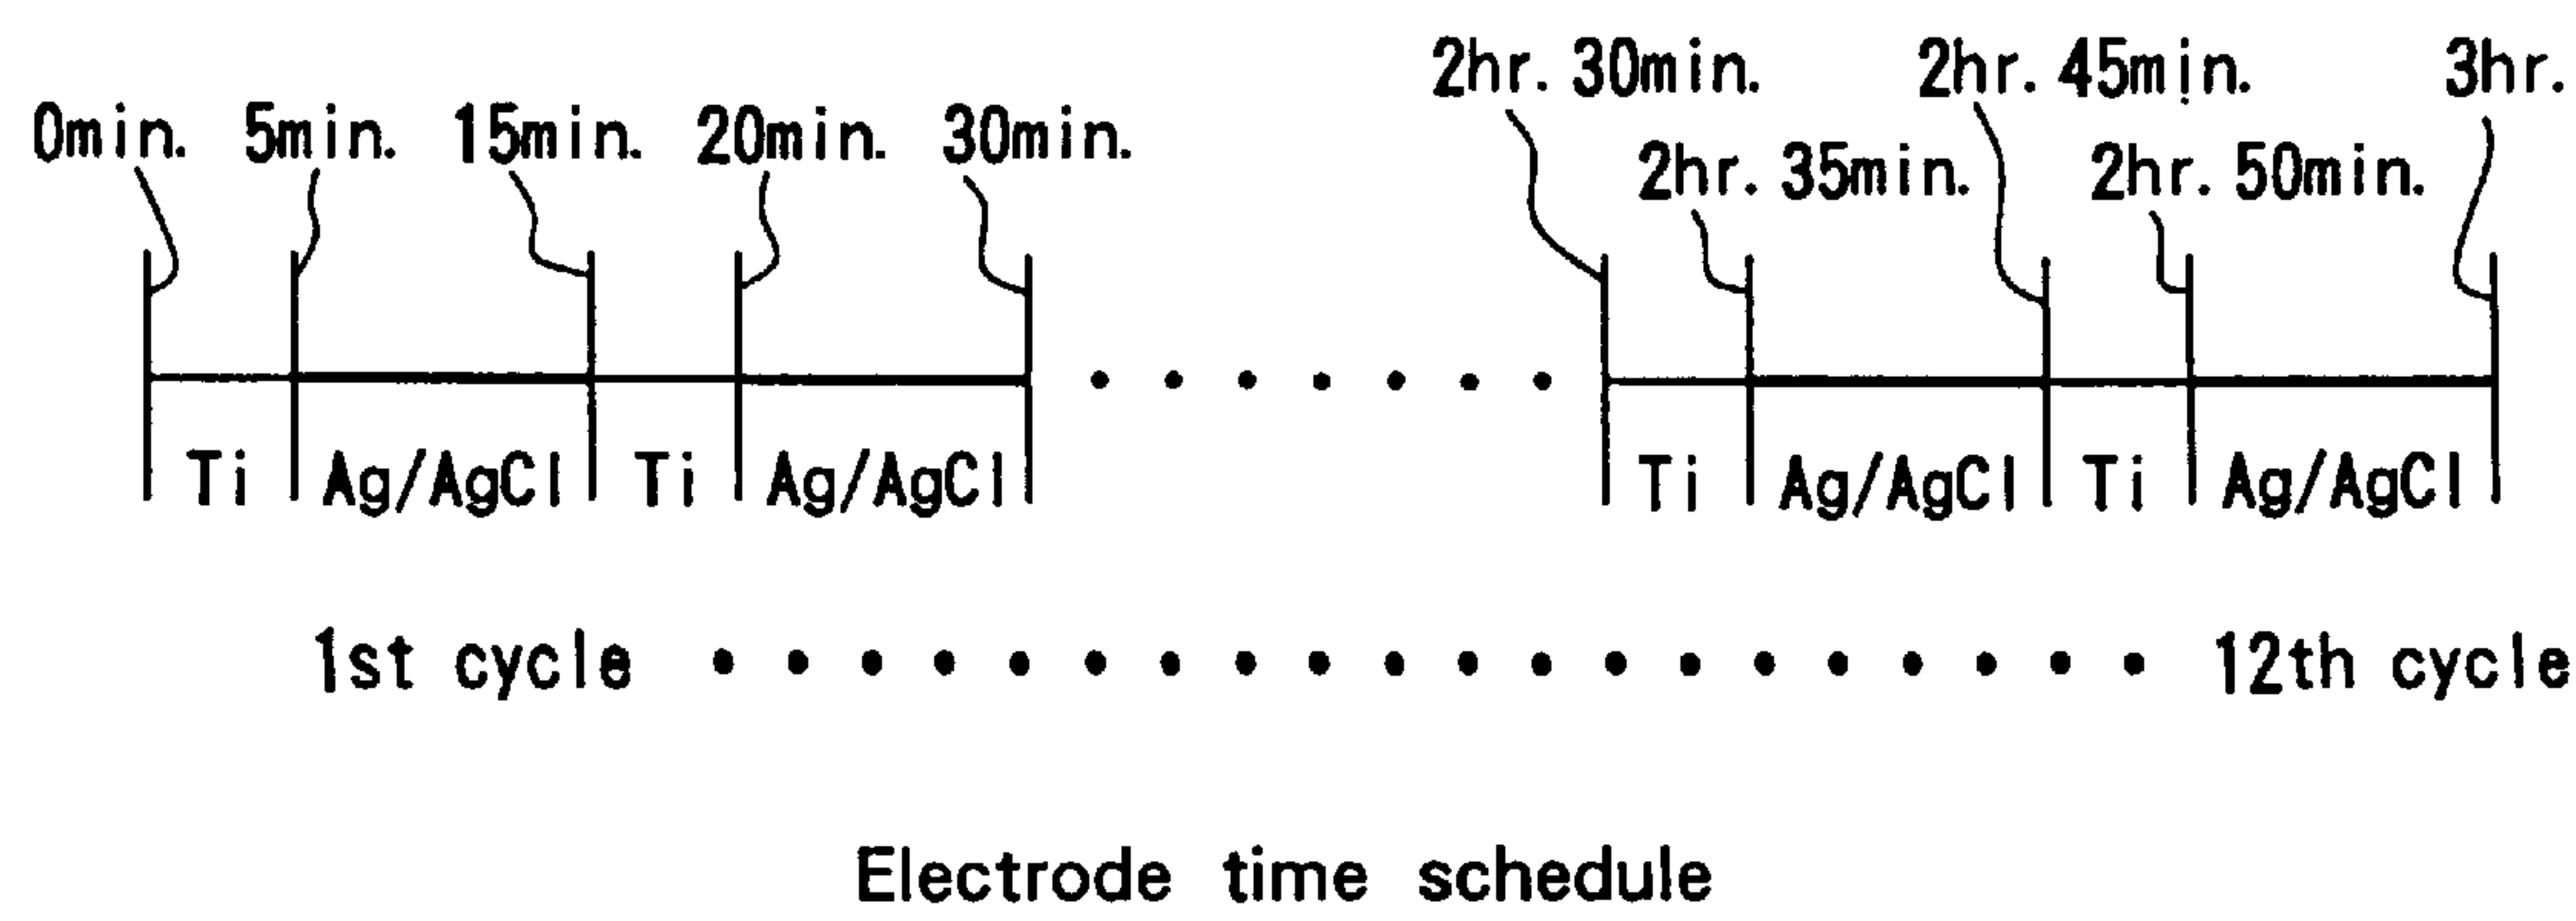 2hr. 30min. 2hr. 45min. 3hr.
0min. 5min. 15min. 20min. 30min.
2hr. 35min. 2hr. 50min.
Ti Ag/AgCl Ti Ag/AgCl Ti Ag/AgCl Ti Ag/AgCl
1st cycle 12th cycle
Electrode time schedule